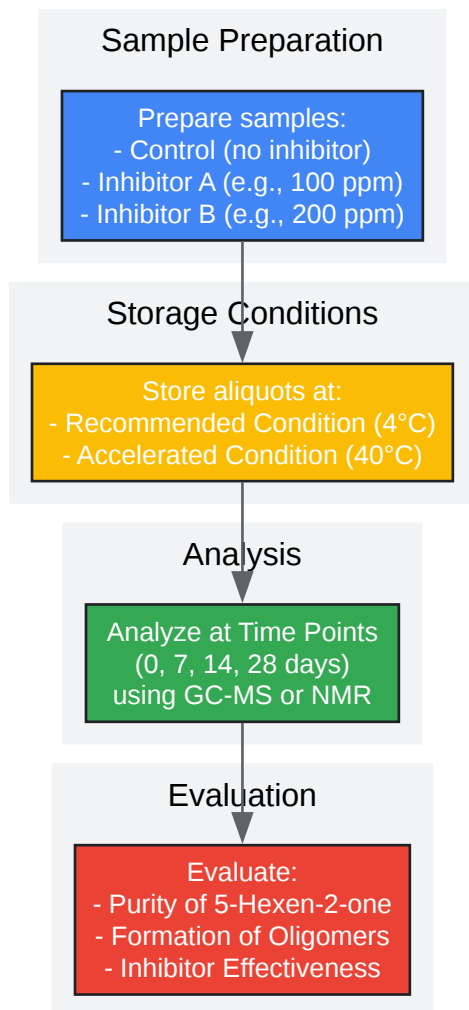 Sample Preparation
Prepare samples:
- Control (no inhibitor)
- Inhibitor A (e.g., 100 ppm)
- Inhibitor B (e.g., 200 ppm)
Storage Conditions
Store aliquots at:
- Recommended Condition (4°C)
- Accelerated Condition (40°C)
Analysis
Analyze at Time Points
(0, 7, 14, 28 days)
using GC-MS or NMR
Evaluation
Evaluate:
- Purity of 5-Hexen-2-one
- Formation of Oligomers
- Inhibitor Effectiveness